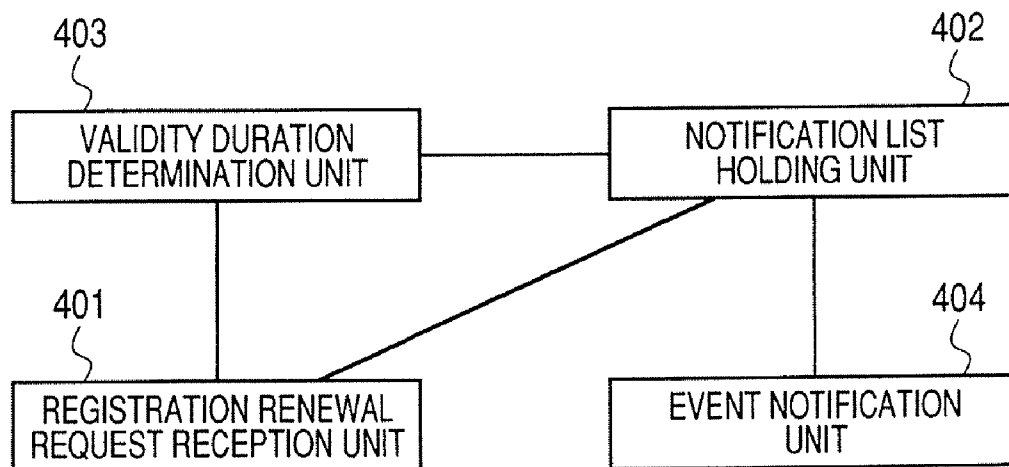 403
402
VALIDITY DURATION
DETERMINATION UNIT
NOTIFICATION LIST
HOLDING UNIT
401
404
REGISTRATION RENEWAL
REQUEST RECEPTION UNIT
EVENT NOTIFICATION
UNIT